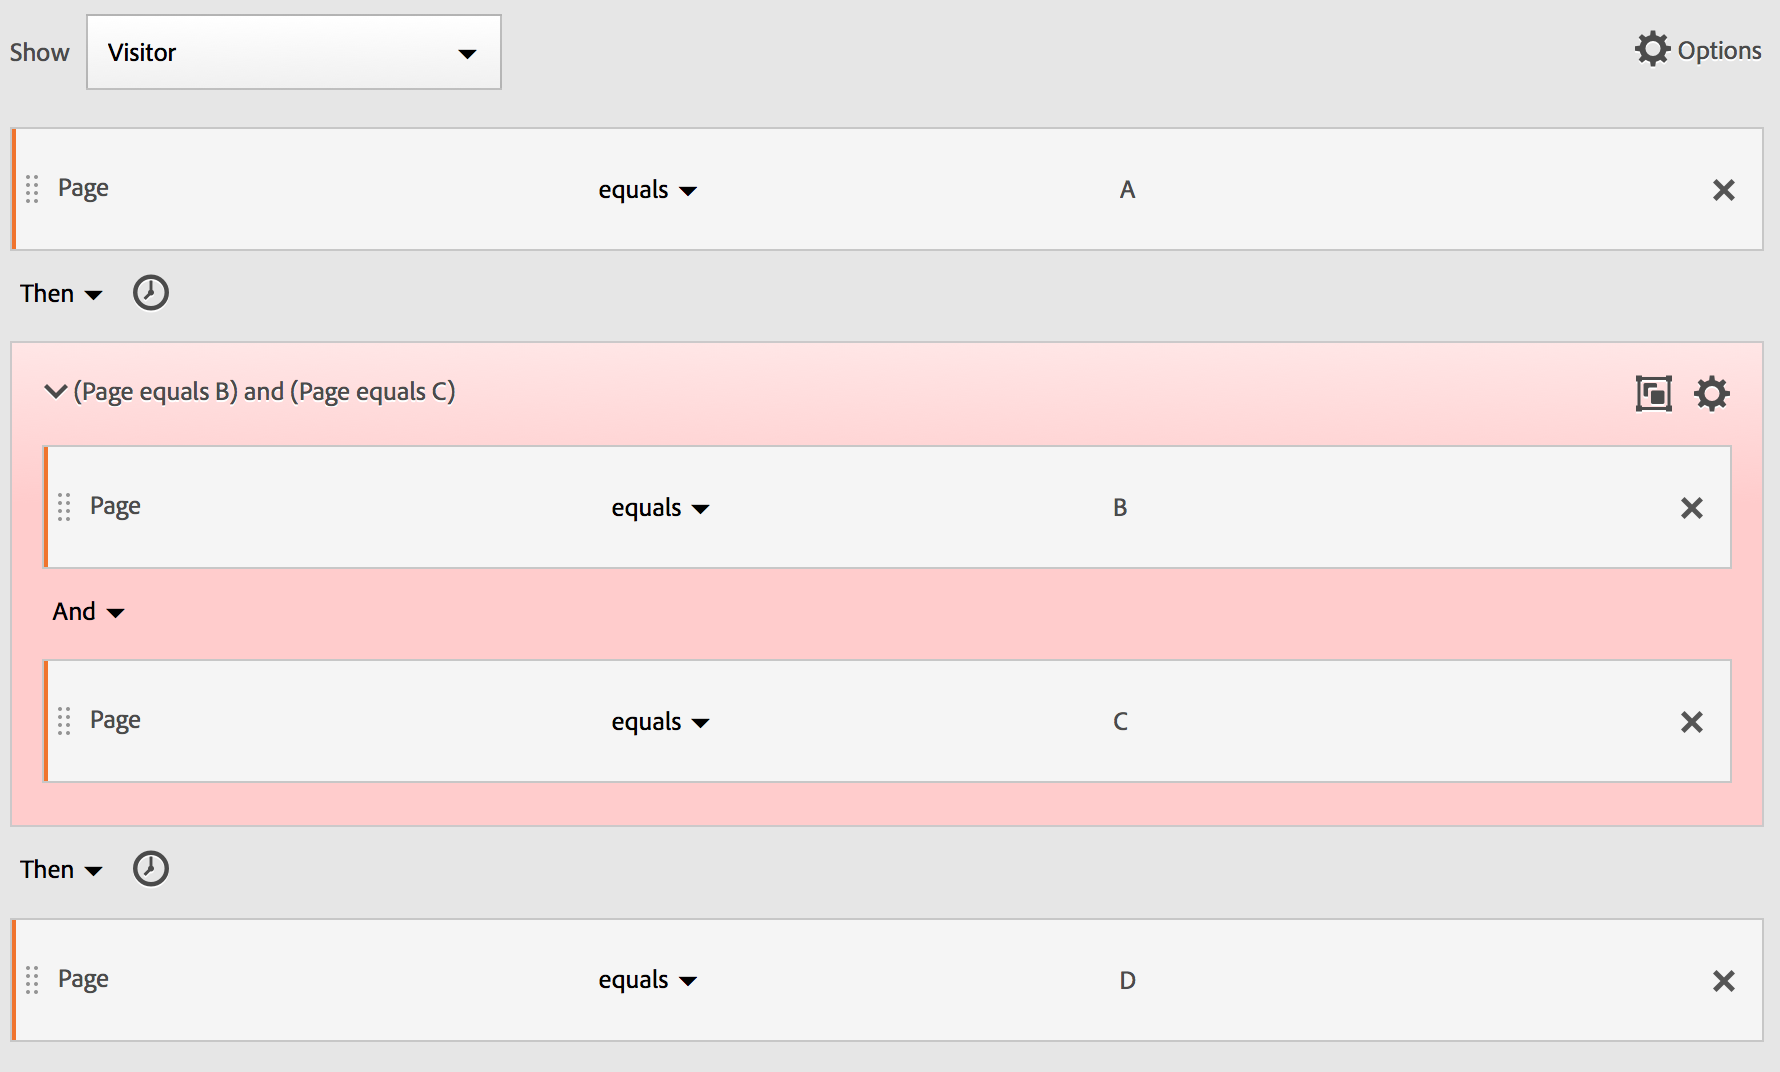 Show Visitor Options
Page equals A
Then
(Page equals B) and (Page equals C)
Page equals B
And
Page equals C
Then
Page equals D